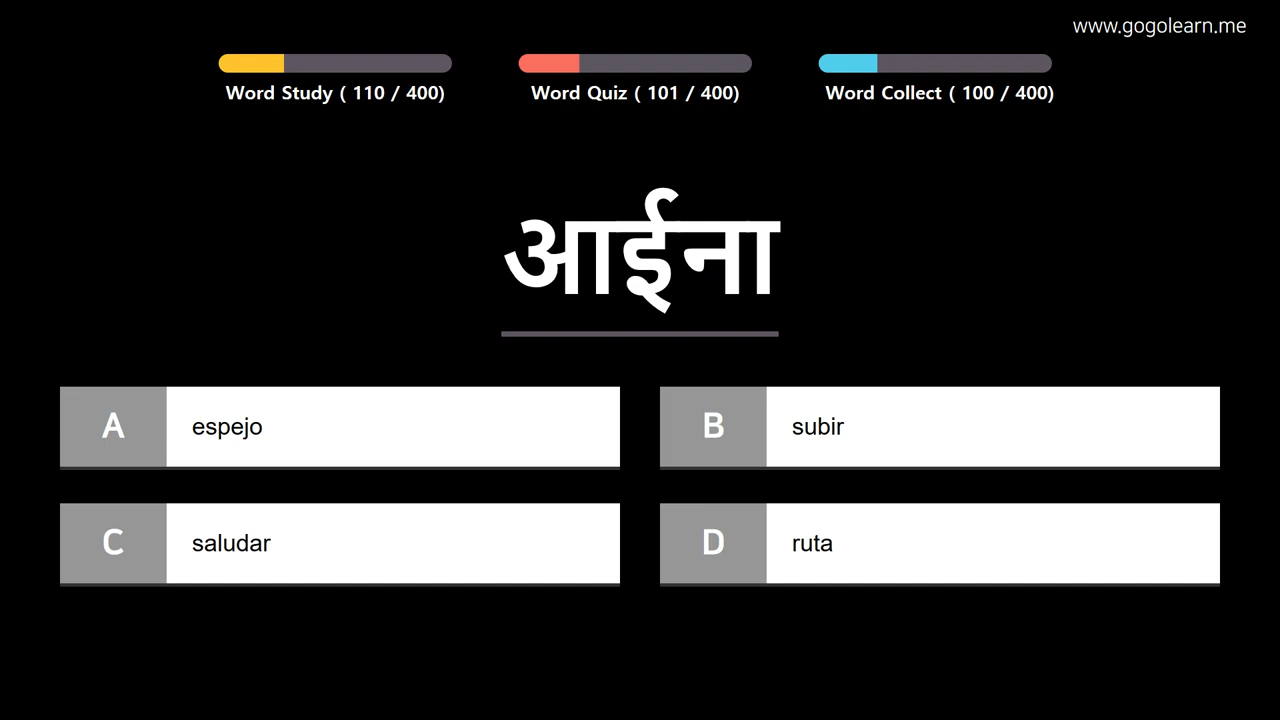 www.gogolearn.me
Word Study ( 110 / 400)
Word Quiz ( 101 / 400)
Word Collect ( 100 / 400)
आईना
A espejo
B subir
C saludar
D ruta